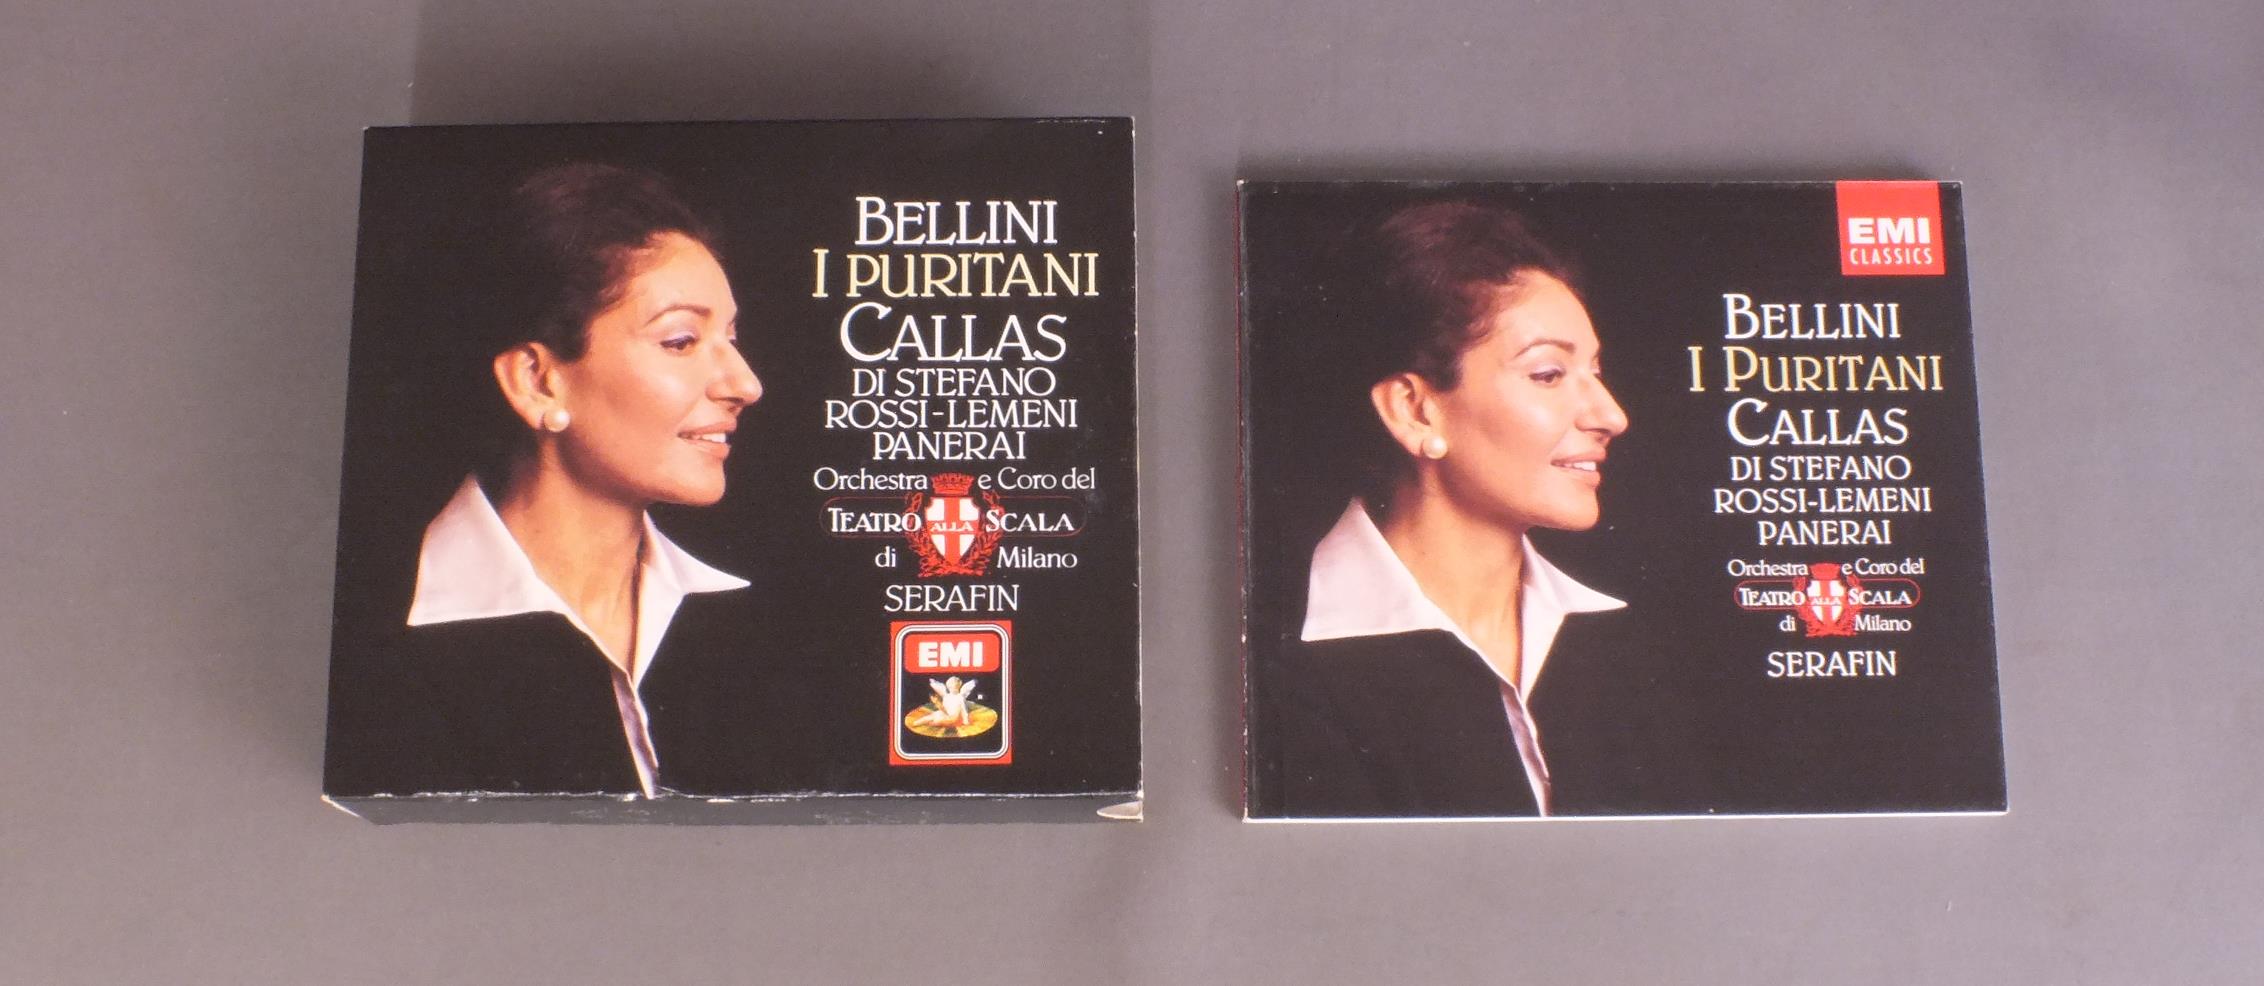 BELLINI
I PURITANI
CALLAS
DI STEFANO
ROSSI-LEMENI
PANERAI
Orchestra e Coro del
TEATRO ALLA SCALA
di Milano
SERAFIN
EMI
EMI
CLASSICS
BELLINI
I PURITANI
CALLAS
DI STEFANO
ROSSI-LEMENI
PANERAI
Orchestra e Coro del
TEATRO ALLA SCALA
di Milano
SERAFIN